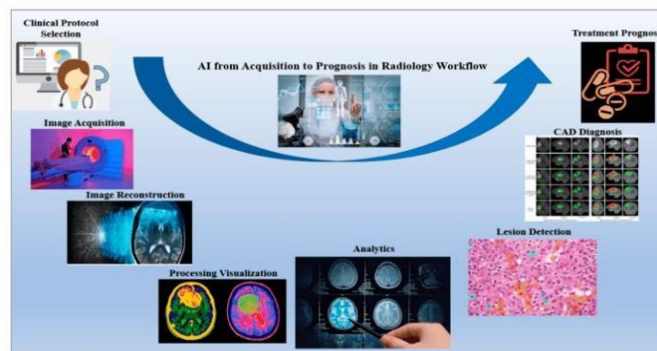 Clinical Protocol
Selection
AI from Acquisition to Prognosis in Radiology Workflow
Treatment Prognosis
Image Acquisition
CAD Diagnosis
Image Reconstruction
Lesion Detection
Analytics
Processing Visualization